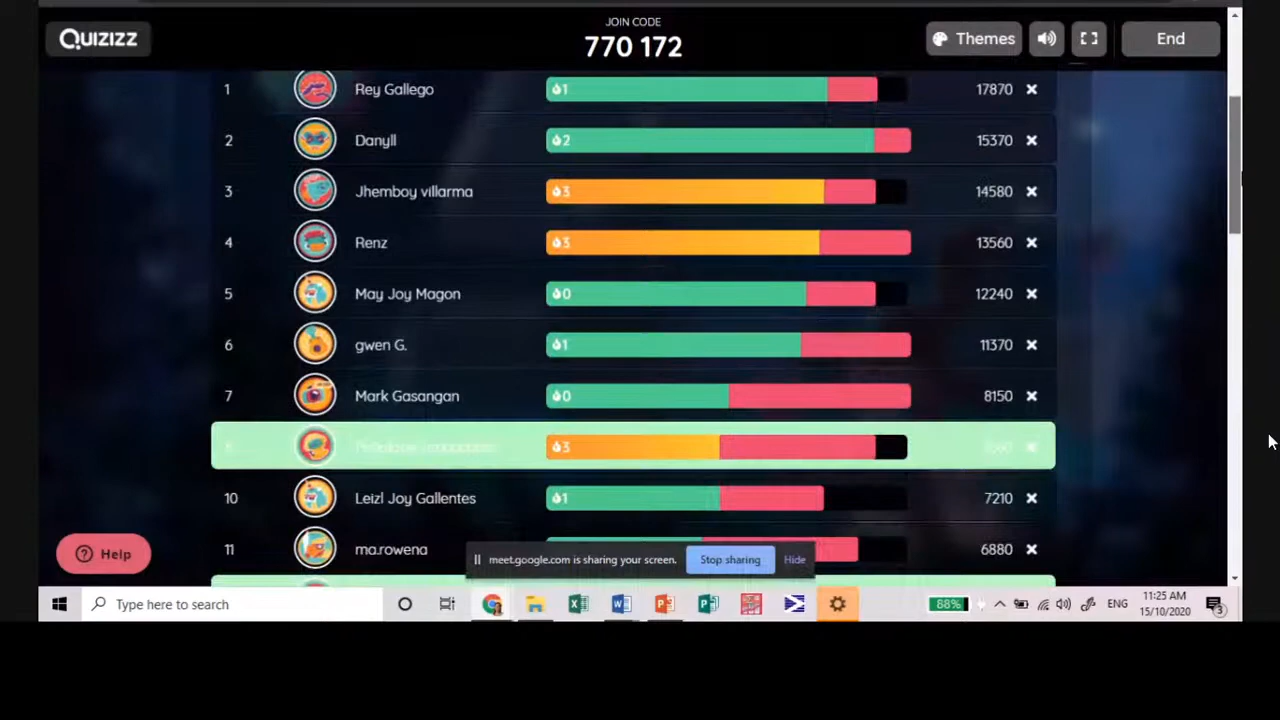 Quizizz
JOIN CODE
770 172
Themes
End
1 Rey Gallego 1 17870
2 Danyll 2 15370
3 Jhemboy villarma 3 14580
4 Renz 3 13560
5 May Joy Magon 0 12240
6 gwen G. 1 11370
7 Mark Gasangan 0 8150
3
10 Leizl Joy Gallentes 1 7210
11 ma.rowena 6880
Help
meet.google.com is sharing your screen. Stop sharing Hide
Type here to search
88%
ENG
11:25 AM
15/10/2020
3